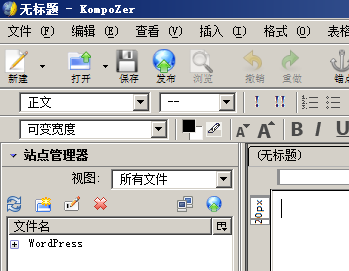 无标题 - KompoZer
文件 (F) 编辑 (E) 查看 (V) 插入 (I) 格式 (O) 表格
新建 打开 保存 发布 浏览 撤销 重做 锚点
正文 -- ! !!
可变宽度 A A B I U
站点管理器 (无标题)
视图: 所有文件
20px
文件名
WordPress